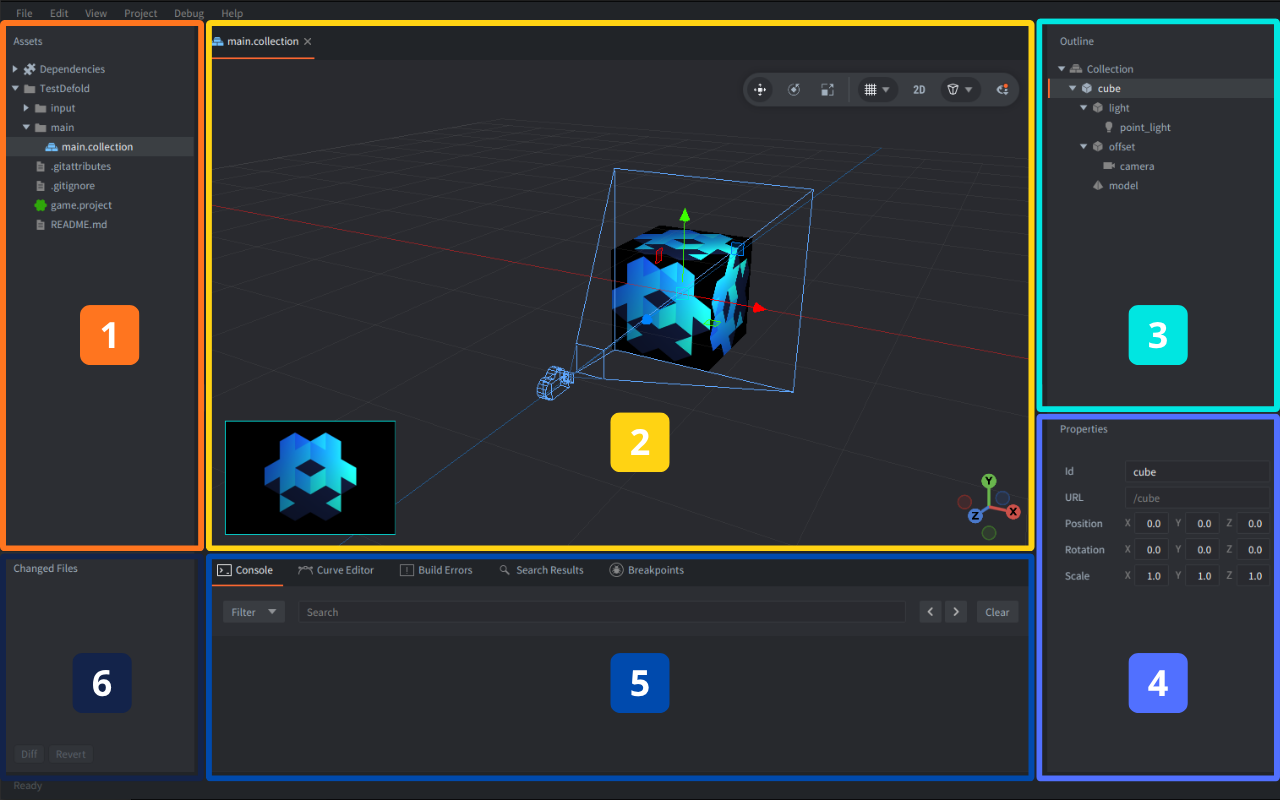 File Edit View Project Debug Help
Assets
Dependencies
TestDefold
input
main
main.collection
.gitattributes
.gitignore
game.project
README.md
1
main.collection
2D
2
Y
X
Z
Outline
Collection
cube
light
point_light
offset
camera
model
3
Properties
Id cube
URL /cube
Position X 0.0 Y 0.0 Z 0.0
Rotation X 0.0 Y 0.0 Z 0.0
Scale X 1.0 Y 1.0 Z 1.0
4
Console Curve Editor Build Errors Search Results Breakpoints
Filter Search Clear
5
Changed Files
6
Diff Revert
Ready